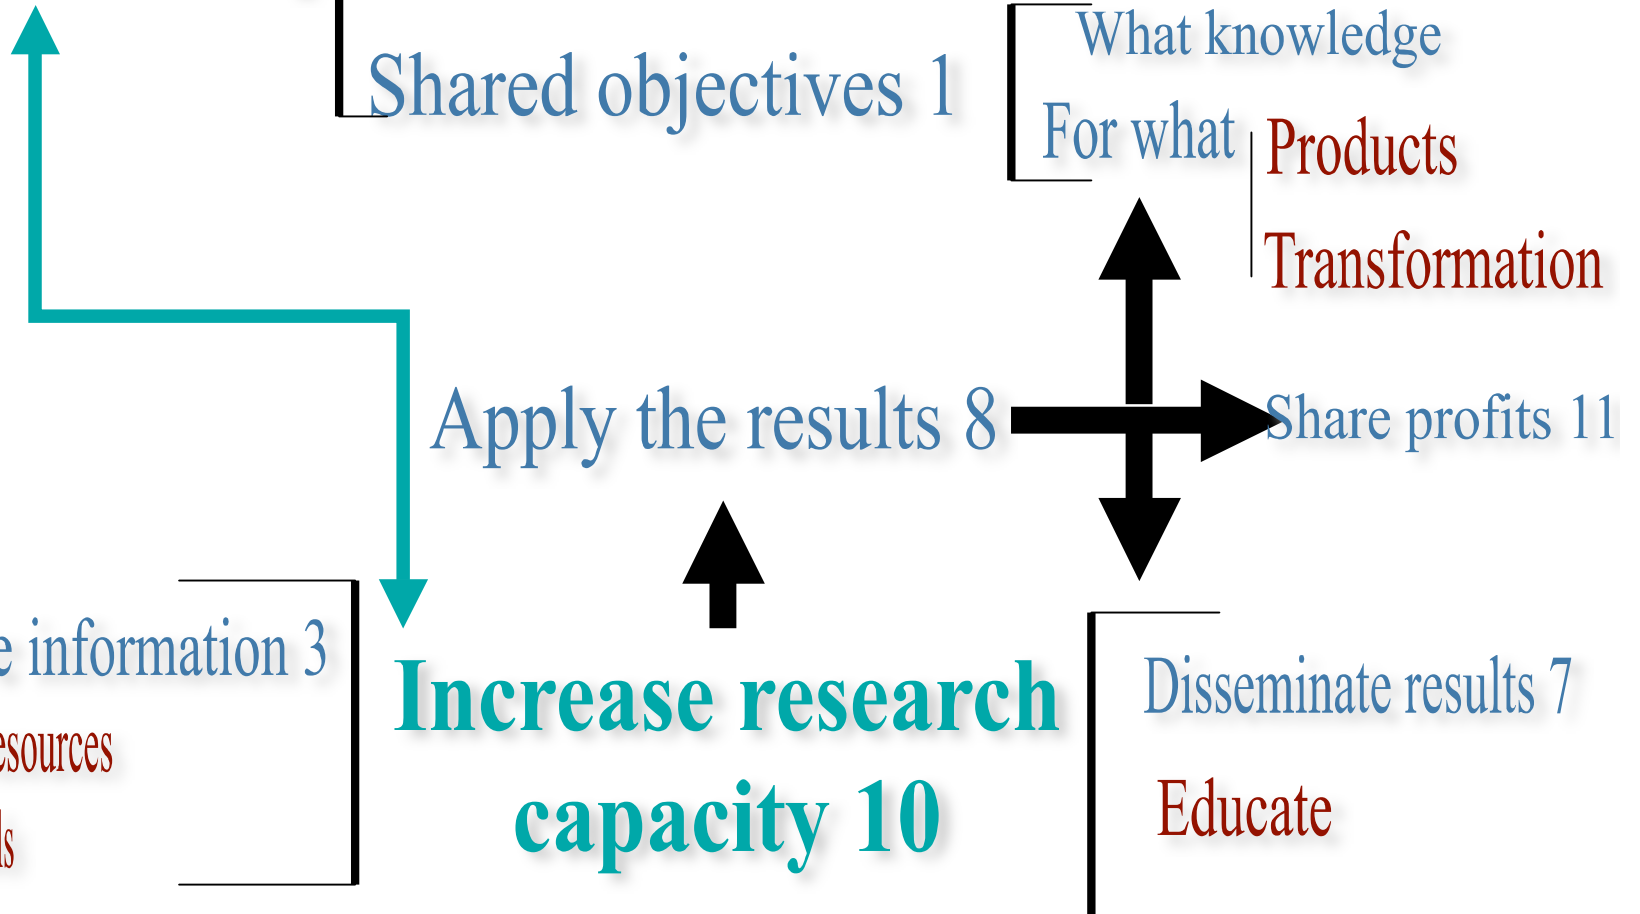 What knowledge
Shared objectives 1
For what
Products
Transformation
Apply the results 8
Share profits 11
information 3
Increase research
capacity 10
Disseminate results 7
Educate